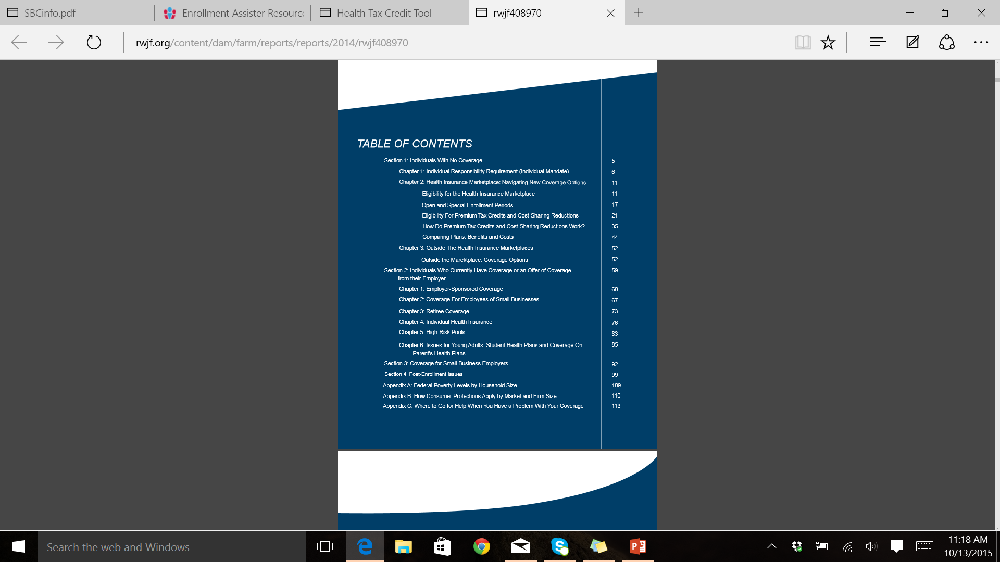 SBCinfo.pdf
Enrollment Assister Resource
Health Tax Credit Tool
rwjf408970
rwjf.org/content/dam/farm/reports/reports/2014/rwjf408970
TABLE OF CONTENTS
Section 1: Individuals With No Coverage 5
Chapter 1: Individual Responsibility Requirement (Individual Mandate) 6
Chapter 2: Health Insurance Marketplace: Navigating New Coverage Options 11
Eligibility for the Health Insurance Marketplace 11
Open and Special Enrollment Periods 17
Eligibility For Premium Tax Credits and Cost-Sharing Reductions 21
How Do Premium Tax Credits and Cost-Sharing Reductions Work? 35
Comparing Plans: Benefits and Costs 44
Chapter 3: Outside The Health Insurance Marketplaces 52
Outside the Marektplace: Coverage Options 52
Section 2: Individuals Who Currently Have Coverage or an Offer of Coverage 59
from their Employer
Chapter 1: Employer-Sponsored Coverage 60
Chapter 2: Coverage For Employees of Small Businesses 67
Chapter 3: Retiree Coverage 73
Chapter 4: Individual Health Insurance 76
Chapter 5: High-Risk Pools 83
Chapter 6: Issues for Young Adults: Student Health Plans and Coverage On 85
Parent's Health Plans
Section 3: Coverage for Small Business Employers 92
Section 4: Post-Enrollment Issues 99
Appendix A: Federal Poverty Levels by Household Size 109
Appendix B: How Consumer Protections Apply by Market and Firm Size 110
Appendix C: Where to Go for Help When You Have a Problem With Your Coverage 113
Search the web and Windows
11:18 AM
10/13/2015